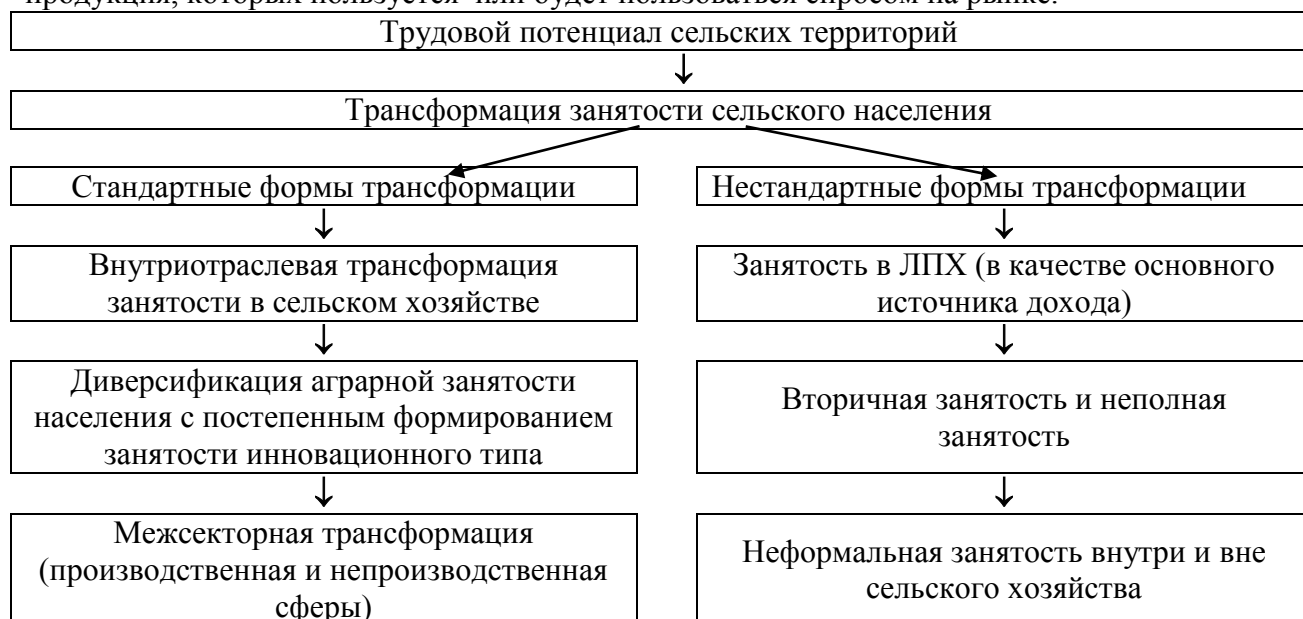 продукция, которых пользуется или будет пользоваться спросом на рынке.
Трудовой потенциал сельских территорий
Трансформация занятости сельского населения
Стандартные формы трансформации
Внутриотраслевая трансформация
занятости в сельском хозяйстве
Диверсификация аграрной занятости
населения с постепенным формированием
занятости инновационного типа
Межсекторная трансформация
(производственная и непроизводственная
сферы)
Нестандартные формы трансформации
Занятость в ЛПХ (в качестве основного
источника дохода)
Вторичная занятость и неполная
занятость
Неформальная занятость внутри и вне
сельского хозяйства